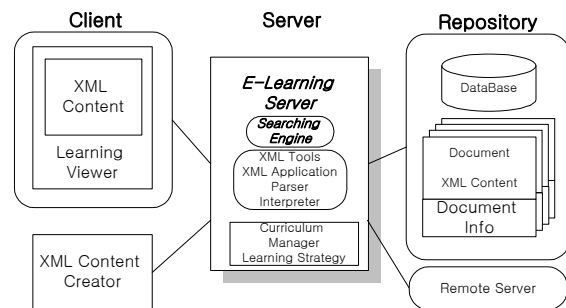 Client
Server
Repository
XML
Content
Learning
Viewer
XML Content
Creator
E-Learning
Server
Searching
Engine
XML Tools
XML Application
Parser
Interpreter
Curriculum
Manager
Learning Strategy
DataBase
Document
XML Content
Document
Info
Remote Server